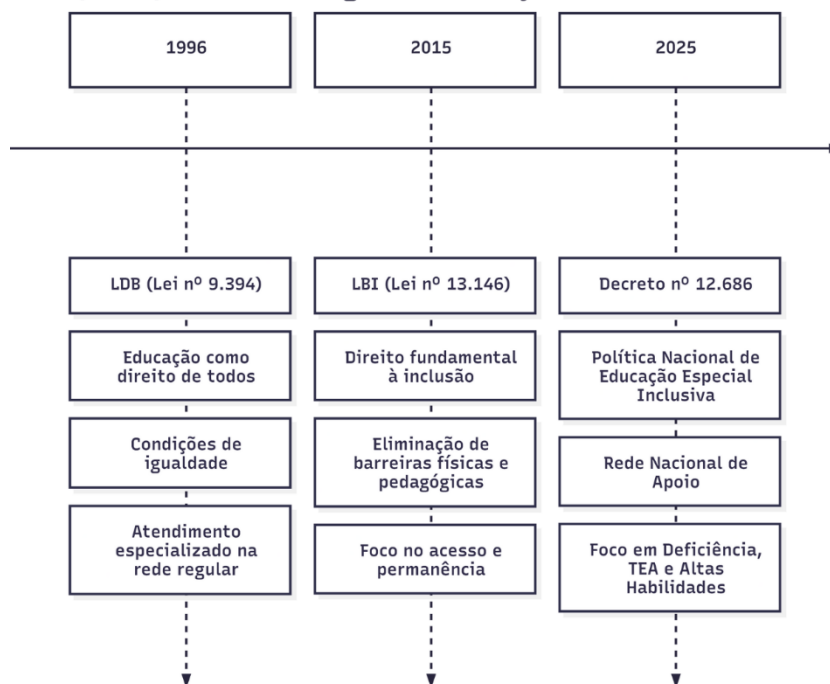 1996
2015
2025
LDB (Lei nº 9.394)
Educação como
direito de todos
Condições de
igualdade
Atendimento
especializado na
rede regular
LBI (Lei nº 13.146)
Direito fundamental
à inclusão
Eliminação de
barreiras físicas e
pedagógicas
Foco no acesso e
permanência
Decreto nº 12.686
Política Nacional de
Educação Especial
Inclusiva
Rede Nacional de
Apoio
Foco em Deficiência,
TEA e Altas
Habilidades